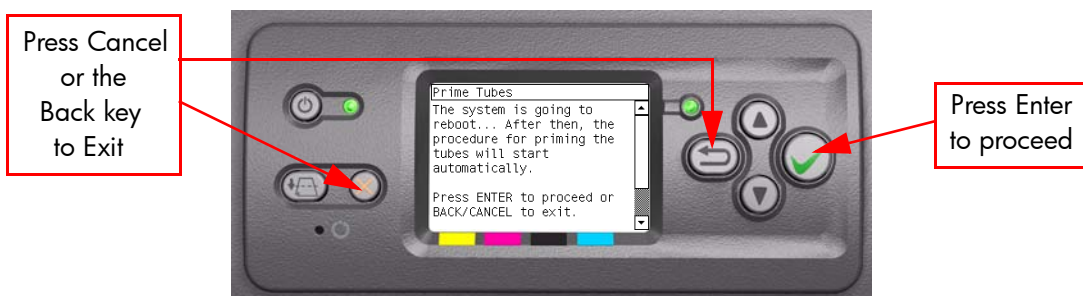 Press Cancel
or the
Back key
to Exit
Prime Tubes
The system is going to
reboot... After then, the
procedure for priming the
tubes will start
automatically.
Press ENTER to proceed or
BACK/CANCEL to exit.
Press Enter
to proceed